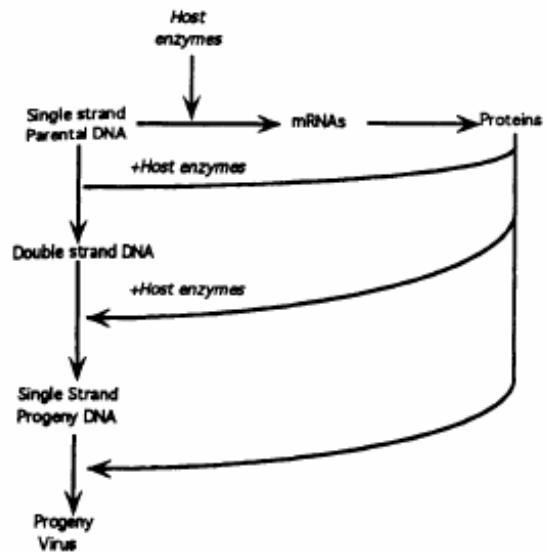 Host
enzymes
Single strand
Parental DNA
mRNAs
Proteins
+Host enzymes
Double strand DNA
+Host enzymes
Single Strand
Progeny DNA
Progeny
Virus